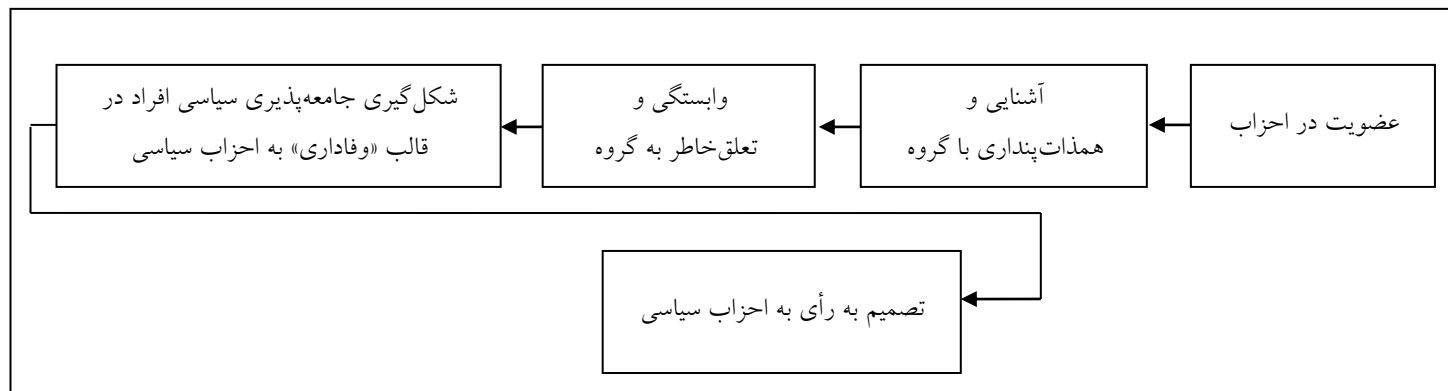 عضویت در احزاب
آشنایی و
همذات‌پنداری با گروه
وابستگی و
تعلق‌خاطر به گروه
شکل‌گیری جامعه‌پذیری سیاسی افراد در
قالب «وفاداری» به احزاب سیاسی
تصمیم به رأی به احزاب سیاسی